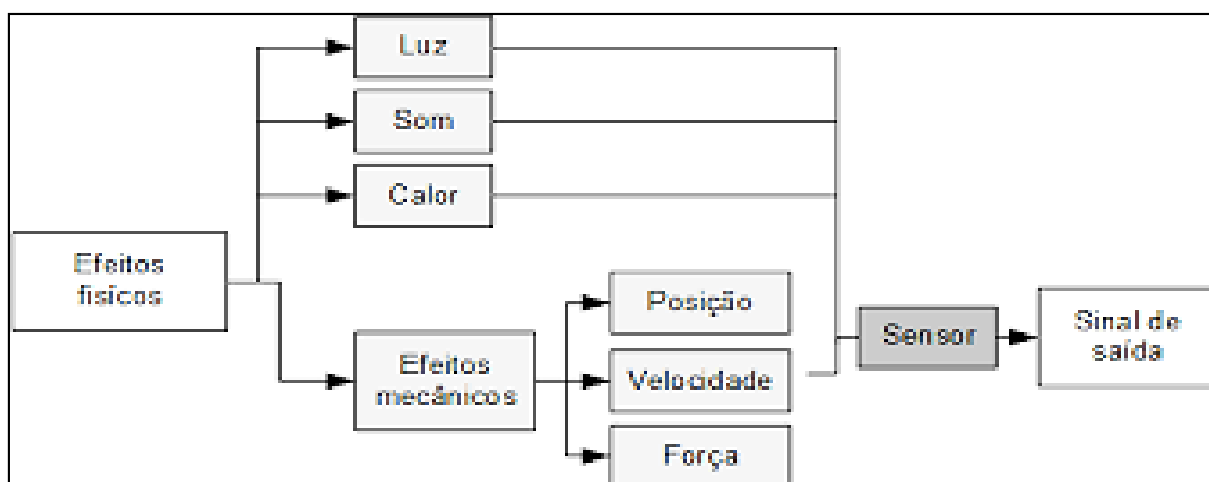 Luz
Som
Calor
Efeitos
físicos
Efeitos
mecânicos
Posição
Velocidade
Força
Sensor
Sinal de
saída